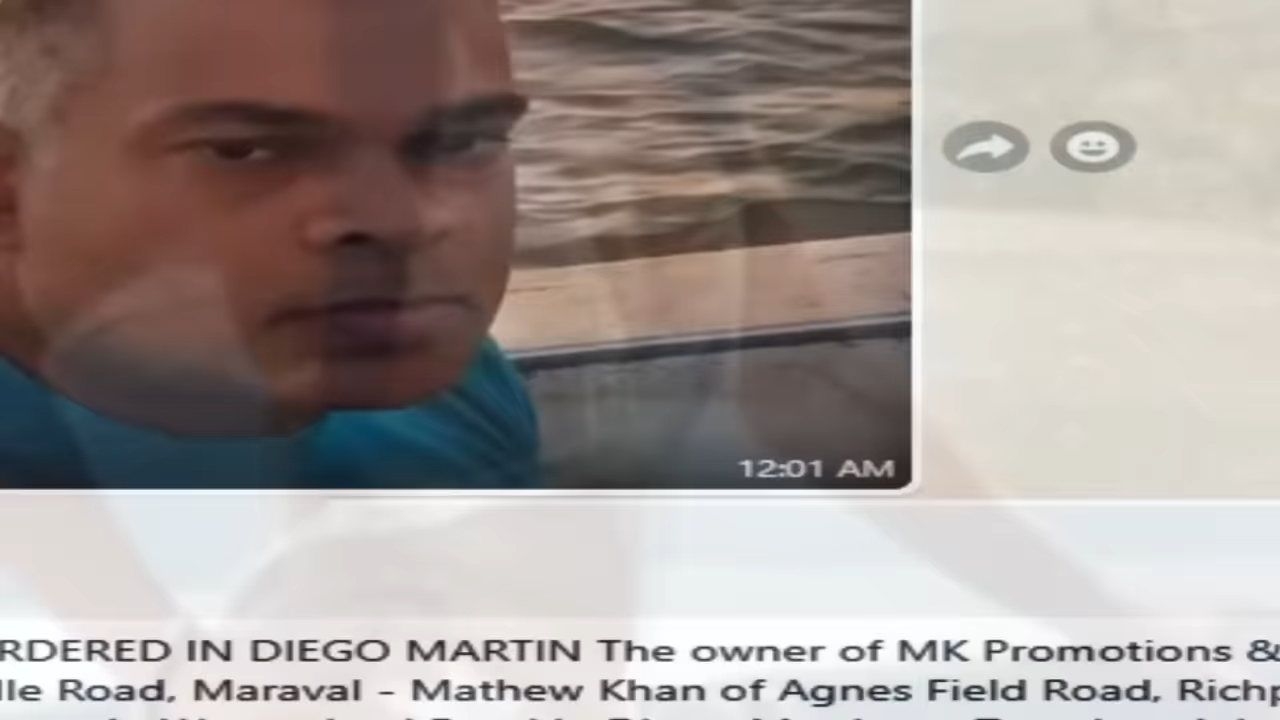 12:01 AM
RDERED IN DIEGO MARTIN The owner of MK Promotions &
lle Road, Maraval - Mathew Khan of Agnes Field Road, Richp